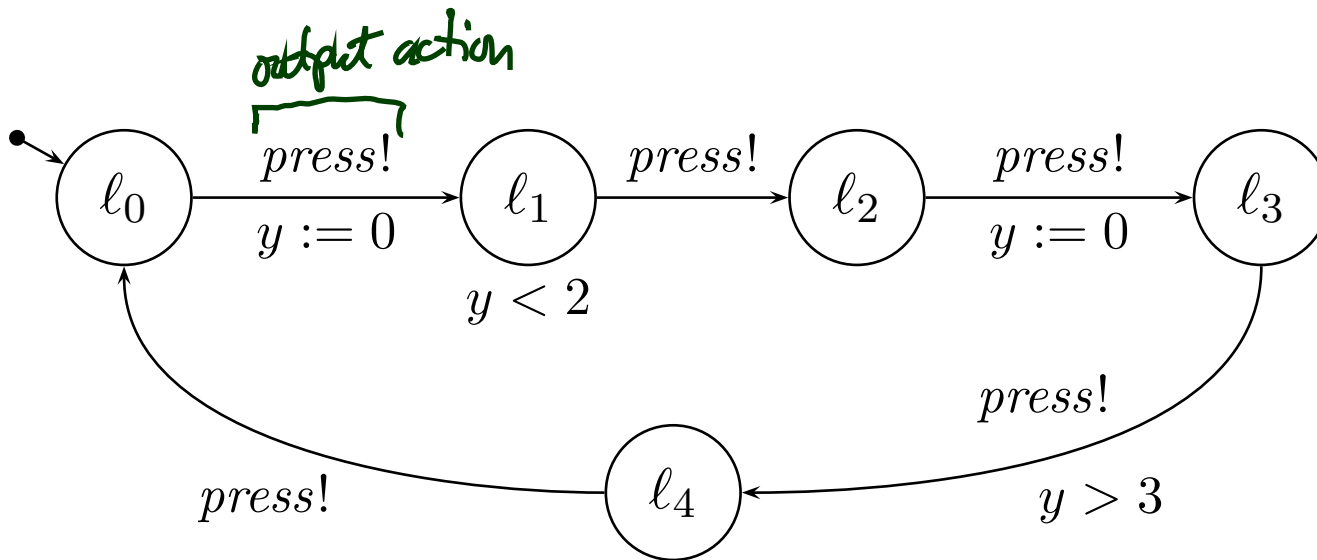 output action
press!
press!
press!
ℓ0
ℓ1
ℓ2
ℓ3
y := 0
y := 0
y < 2
press!
press!
ℓ4
y > 3